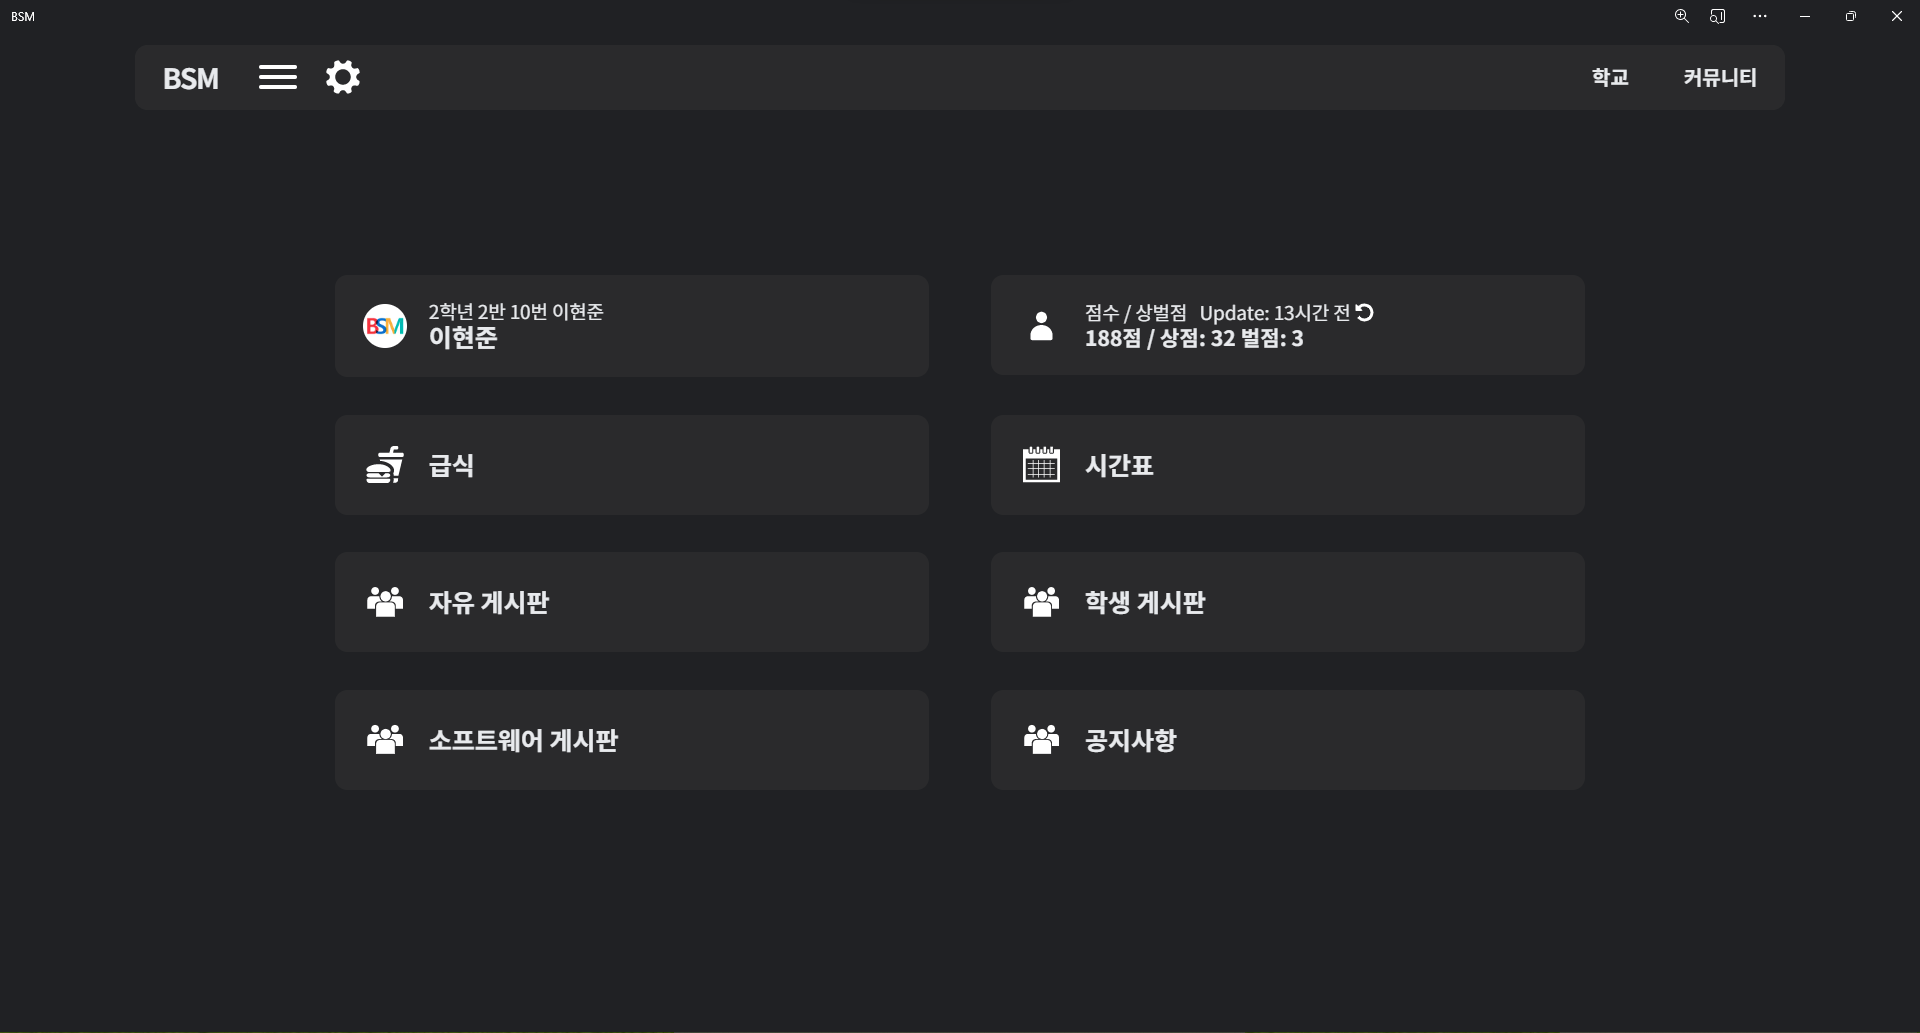 BSM
BSM
학교
커뮤니티
BSM
2학년 2반 10번 이현준
이현준
점수 / 상벌점 Update: 13시간 전
188점 / 상점: 32 벌점: 3
급식
시간표
자유 게시판
학생 게시판
소프트웨어 게시판
공지사항